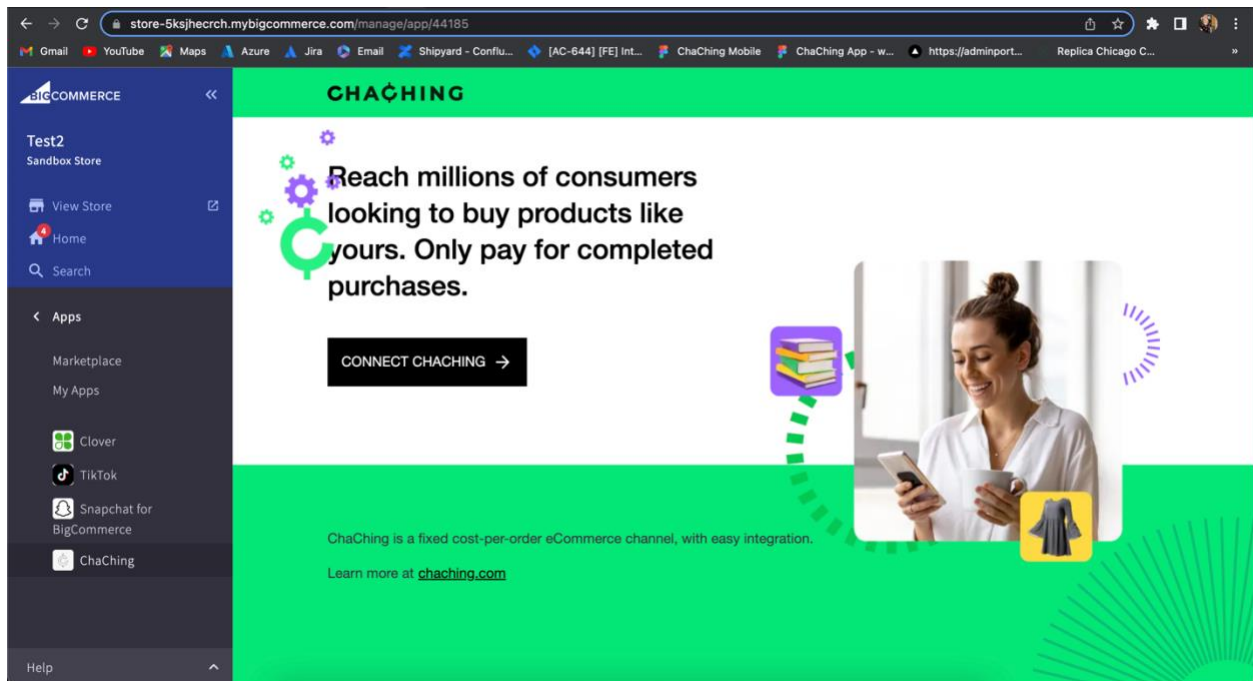 store-5ksjhecrch.mybigcommerce.com/manage/app/44185
Gmail YouTube Maps Azure Jira Email Shipyard - Conflu... [AC-644] [FE] Int... ChaChing Mobile ChaChing App - w... https://adminport... Replica Chicago C... »
BIGCOMMERCE
CHACHING
Test2
Sandbox Store
View Store
4
Home
Search
Apps
Marketplace
My Apps
Clover
TikTok
Snapchat for
BigCommerce
ChaChing
Help
Reach millions of consumers
looking to buy products like
yours. Only pay for completed
purchases.
CONNECT CHACHING →
ChaChing is a fixed cost-per-order eCommerce channel, with easy integration.
Learn more at chaching.com